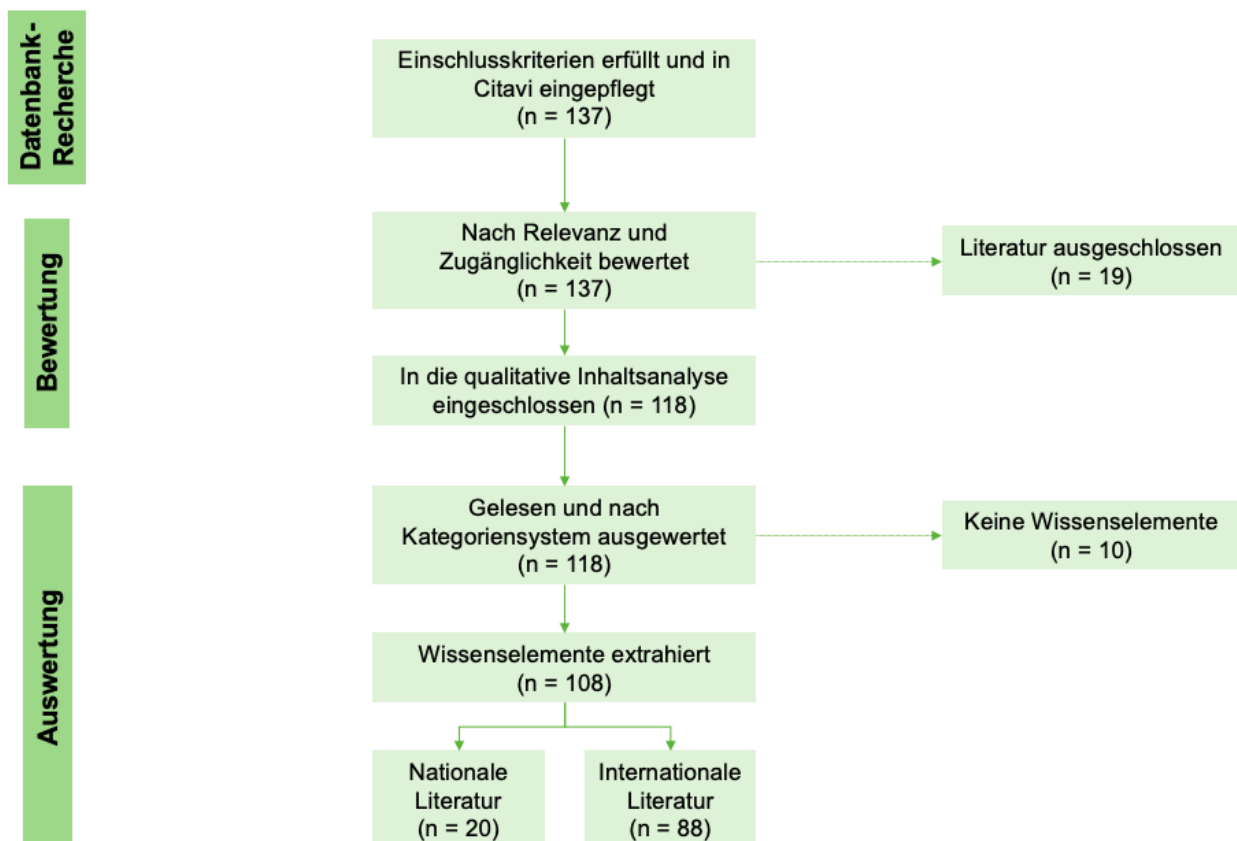 Datenbank-
Recherche
Einschlusskriterien erfüllt und in
Citavi eingepflegt
(n = 137)
Bewertung
Nach Relevanz und
Zugänglichkeit bewertet
(n = 137)
Literatur ausgeschlossen
(n = 19)
In die qualitative Inhaltsanalyse
eingeschlossen (n = 118)
Auswertung
Gelesen und nach
Kategoriensystem ausgewertet
(n = 118)
Keine Wissenselemente
(n = 10)
Wissenselemente extrahiert
(n = 108)
Nationale
Literatur
(n = 20)
Internationale
Literatur
(n = 88)